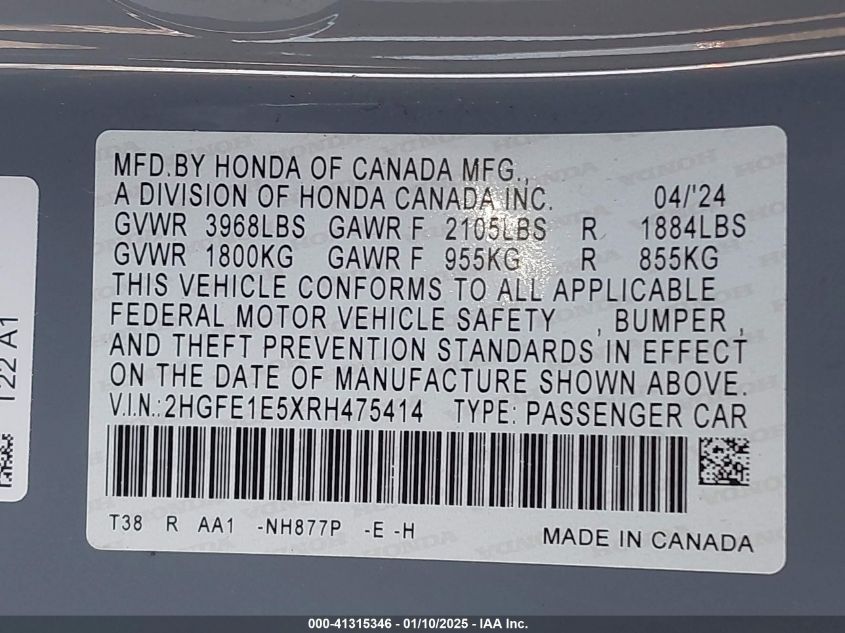 MFD.BY HONDA OF CANADA MFG.,
A DIVISION OF HONDA CANADA INC. 04/'24
GVWR 3968LBS GAWR F 2105LBS R 1884LBS
GVWR 1800KG GAWR F 955KG R 855KG
THIS VEHICLE CONFORMS TO ALL APPLICABLE
FEDERAL MOTOR VEHICLE SAFETY , BUMPER ,
AND THEFT PREVENTION STANDARDS IN EFFECT
ON THE DATE OF MANUFACTURE SHOWN ABOVE.
V.I.N.: 2HGFE1E5XRH475414 TYPE: PASSENGER CAR
T38 R AA1 -NH877P -E -H MADE IN CANADA
122 A1
000-41315346 - 01/10/2025 - IAA Inc.